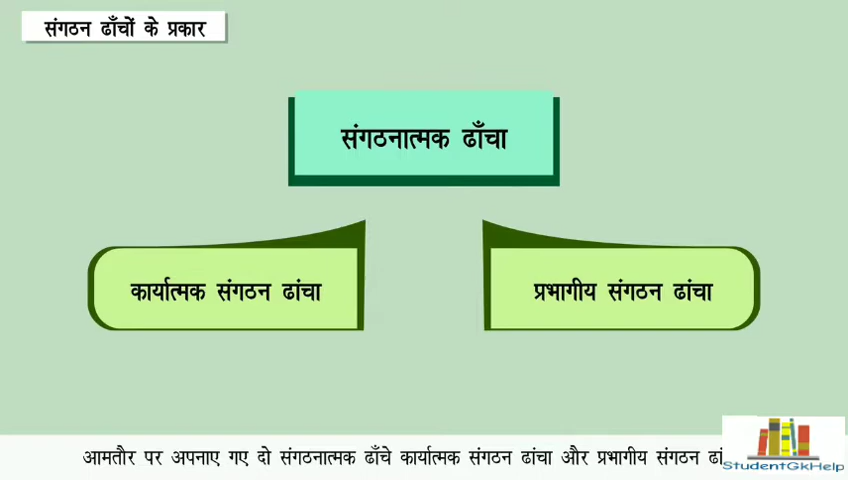 संगठन ढाँचों के प्रकार
संगठनात्मक ढाँचा
कार्यात्मक संगठन ढांचा
प्रभागीय संगठन ढांचा
आमतौर पर अपनाए गए दो संगठनात्मक ढाँचे कार्यात्मक संगठन ढांचा और प्रभागीय संगठन
StudentGkHelp